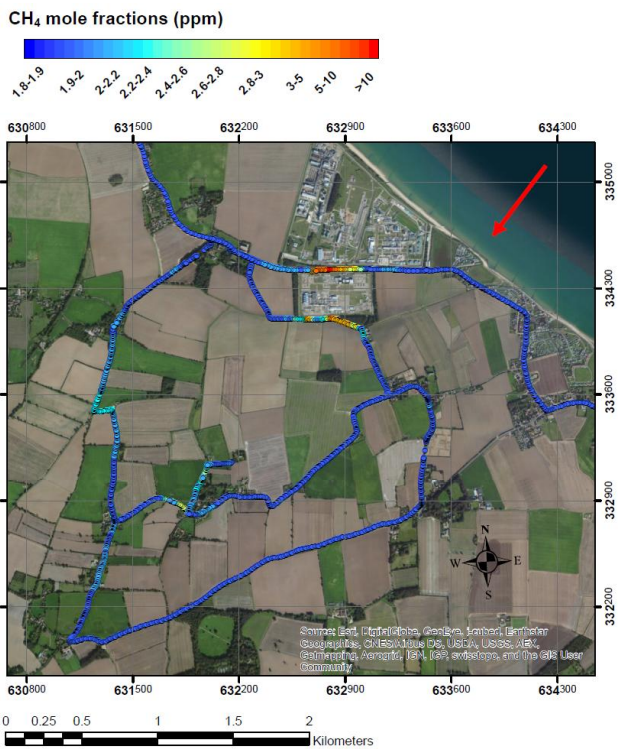 CH4 mole fractions (ppm)
1.8-1.9 1.9-2 2-2.2 2.2-2.4 2.4-2.6 2.6-2.8 2.8-3 3-5 5-10 >10
630800 631500 632200 632900 633600 634300
335000
334300
333600
332900
332200
N
W E
S
Source: Esri, DigitalGlobe, GeoEye, i-cubed, Earthstar
Geographics, CNES/Airbus DS, USDA, USGS, AEX,
Getmapping, Aerogrid, IGN, IGP, swisstopo, and the GIS User
Community
630800 631500 632200 632900 633600 634300
0 0.25 0.5 1 1.5 2
Kilometers